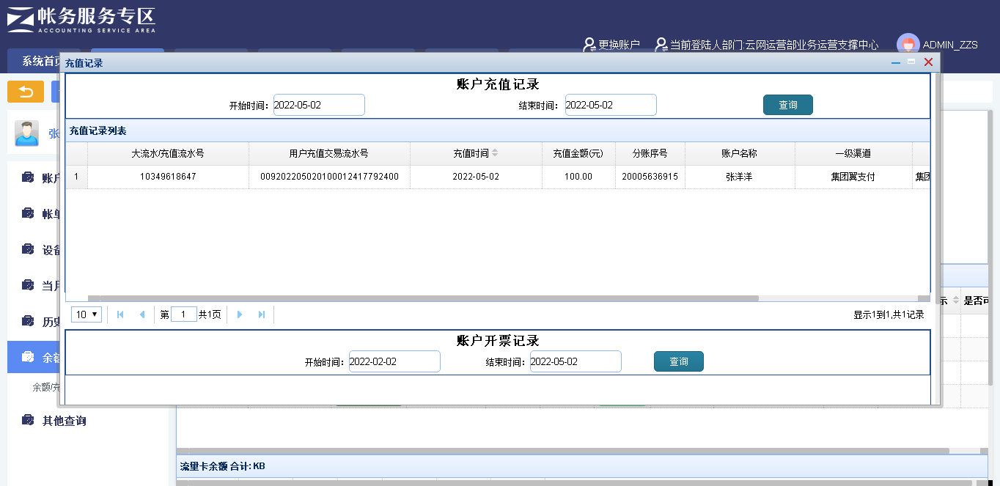 帐务服务专区
ACCOUNTING SERVICE AREA
更换账户 当前登陆人部门:云网运营部业务运营支撑中心 ADMIN_ZZS
系统首页
充值记录
账户充值记录
开始时间: 2022-05-02 结束时间: 2022-05-02 查询
充值记录列表
大流水/充值流水号 用户充值交易流水号 充值时间 充值金额(元) 分账序号 账户名称 一级渠道
1 10349618647 009202205020100012417792400 2022-05-02 100.00 20005636915 张洋洋 集团翼支付 集团
10 第 1 共1页 显示1到1,共1记录
账户开票记录
开始时间: 2022-02-02 结束时间: 2022-05-02 查询
张
账户
帐单
设备
当月
历史
余额
余额/充
其他查询
示 是否可
流量卡余额 合计: KB